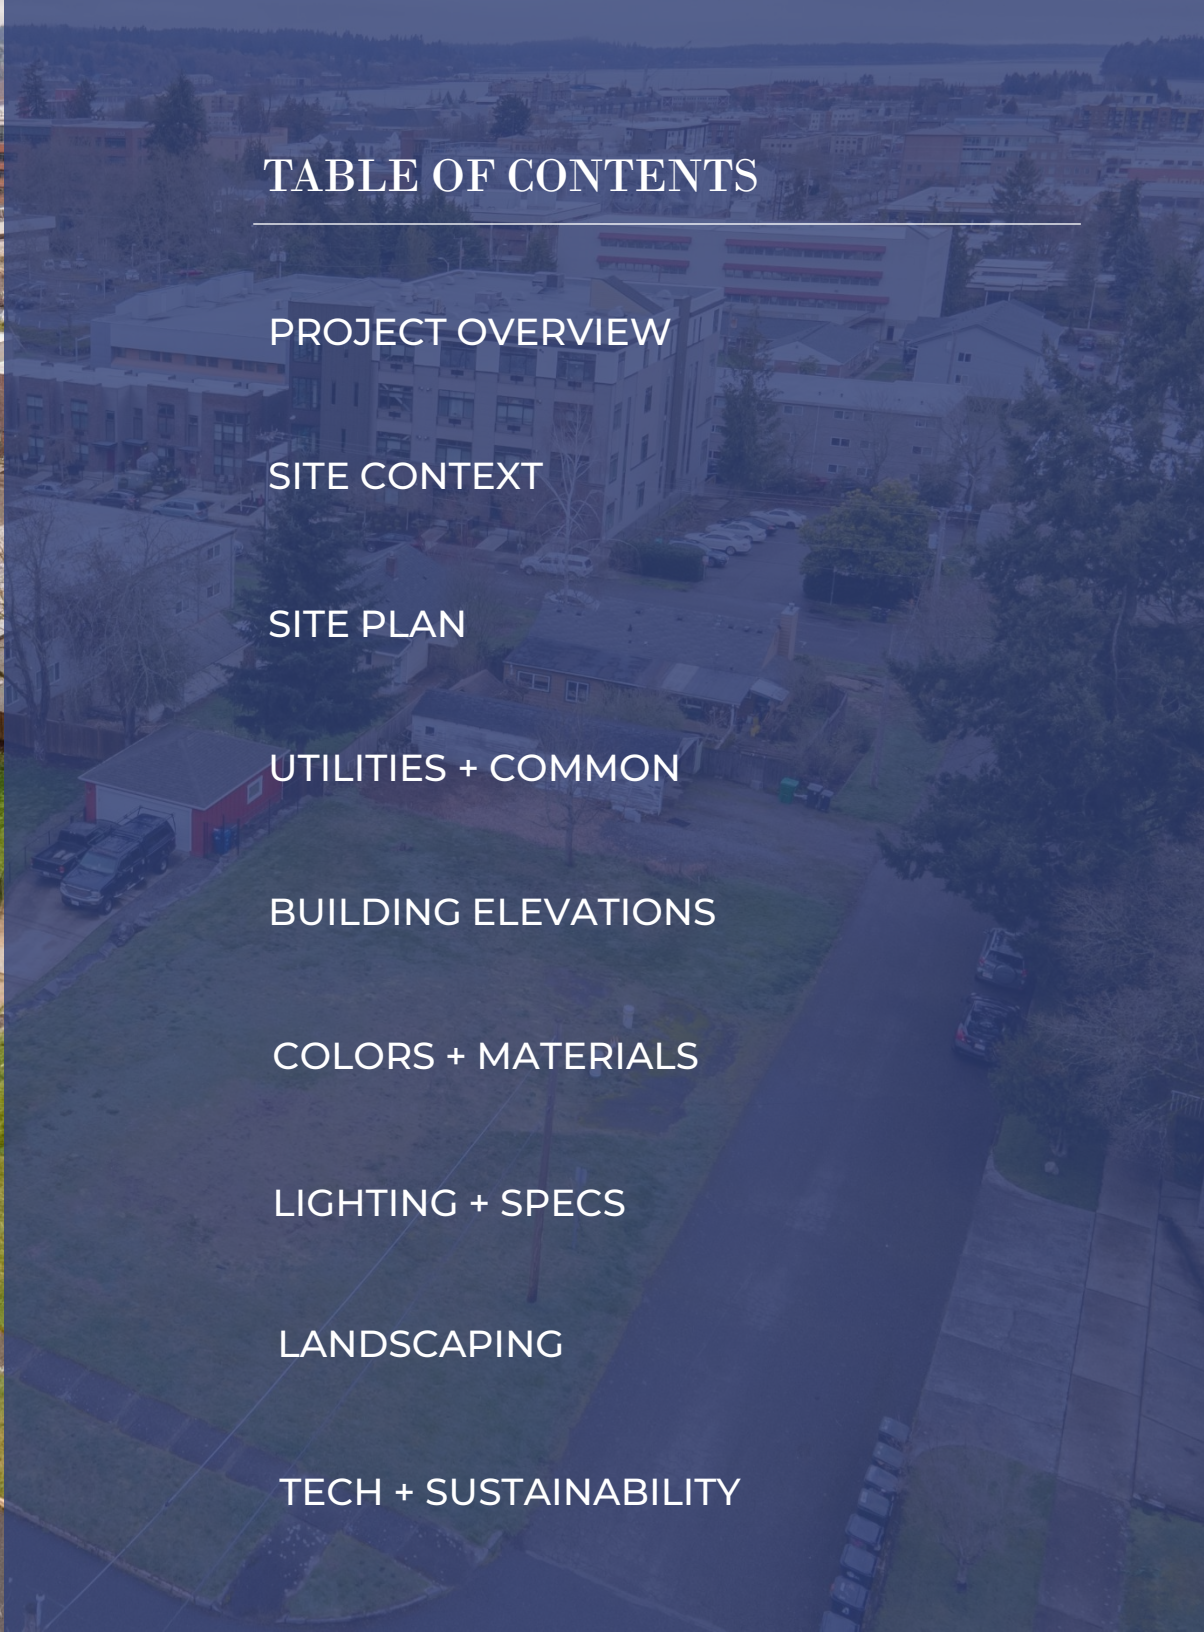 TABLE OF CONTENTS
PROJECT OVERVIEW
SITE CONTEXT
SITE PLAN
UTILITIES + COMMON
BUILDING ELEVATIONS
COLORS + MATERIALS
LIGHTING + SPECS
LANDSCAPING
TECH + SUSTAINABILITY